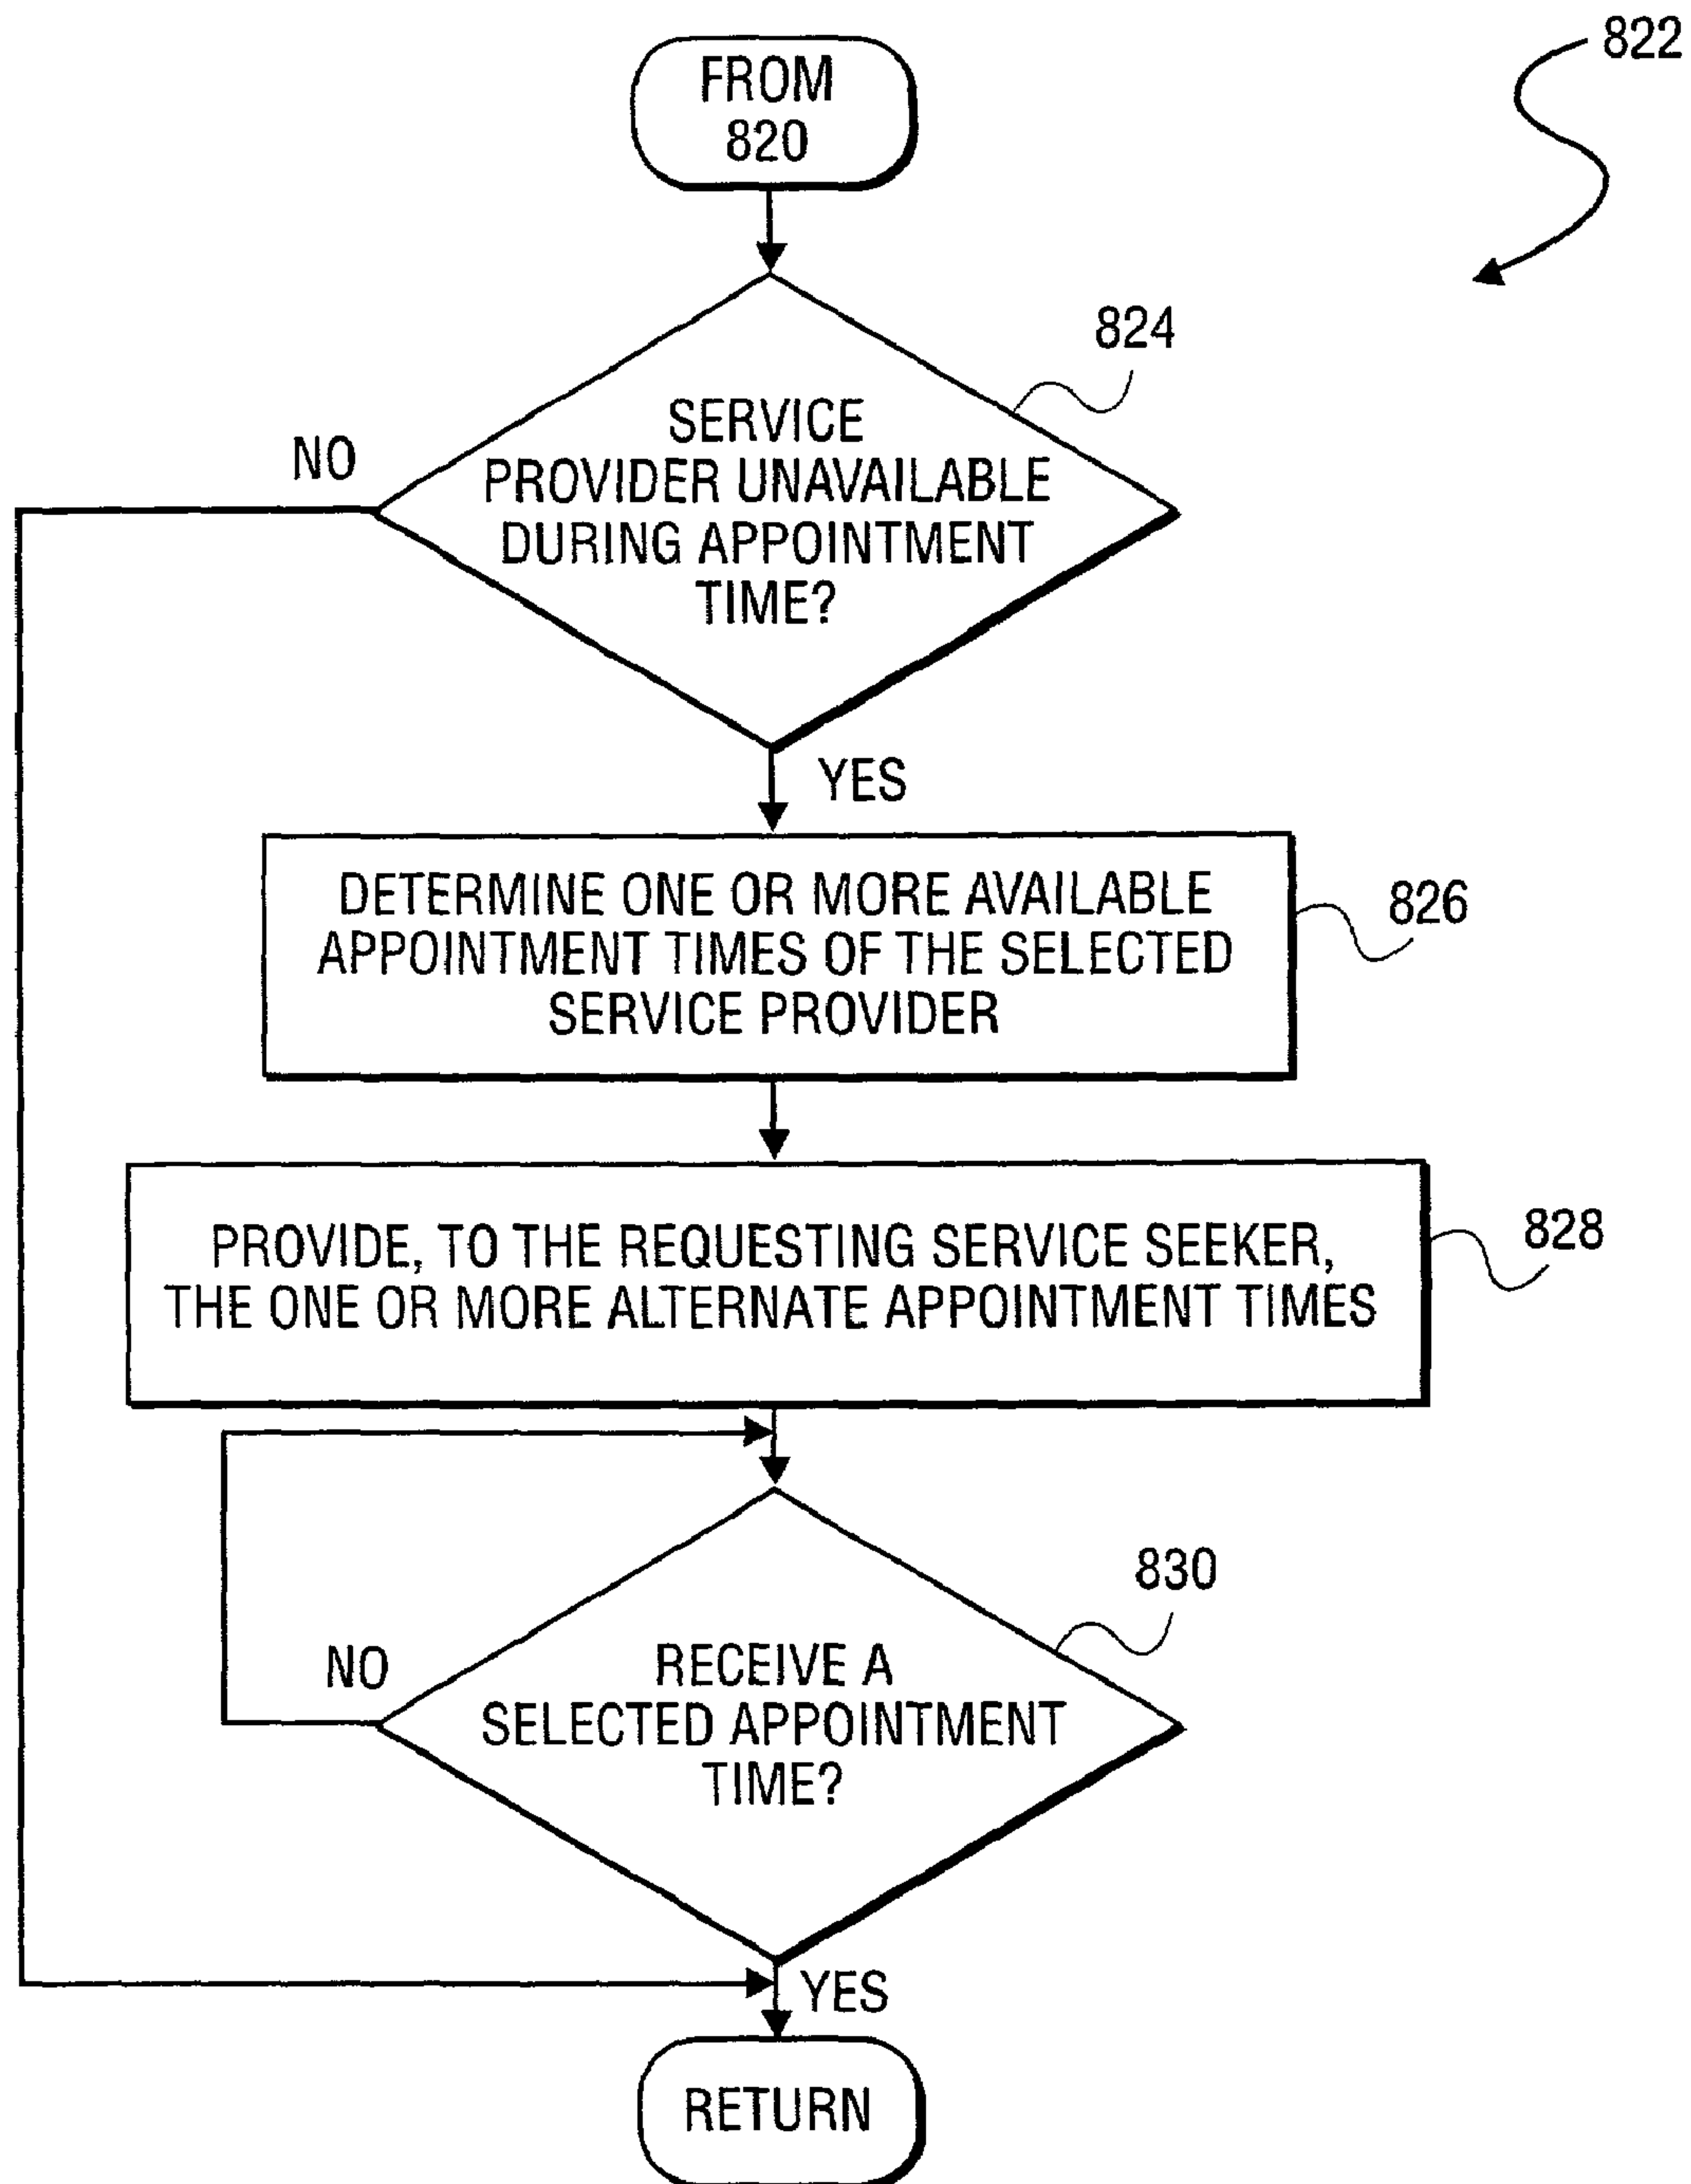 822
FROM
820
824
SERVICE
PROVIDER UNAVAILABLE
DURING APPOINTMENT
TIME?
NO
YES
DETERMINE ONE OR MORE AVAILABLE
APPOINTMENT TIMES OF THE SELECTED
SERVICE PROVIDER
826
PROVIDE, TO THE REQUESTING SERVICE SEEKER,
THE ONE OR MORE ALTERNATE APPOINTMENT TIMES
828
830
RECEIVE A
SELECTED APPOINTMENT
TIME?
NO
YES
RETURN